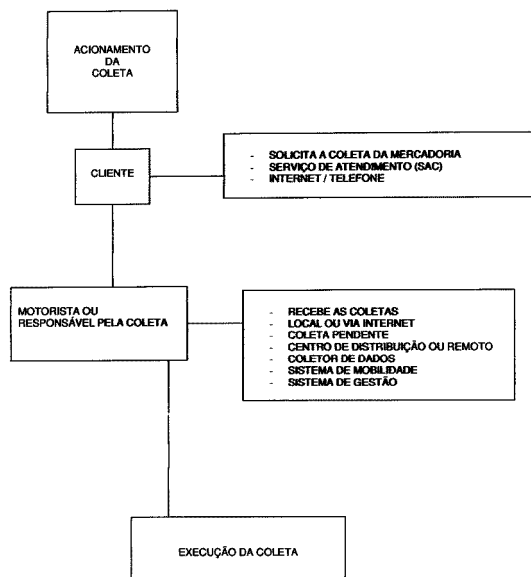 ACIONAMENTO
DA
COLETA
CLIENTE
- SOLICITA A COLETA DA MERCADORIA
- SERVIÇO DE ATENDIMENTO (SAC)
- INTERNET / TELEFONE
MOTORISTA OU
RESPONSÁVEL PELA COLETA
- RECEBE AS COLETAS
- LOCAL OU VIA INTERNET
- COLETA PENDENTE
- CENTRO DE DISTRIBUIÇÃO OU REMOTO
- COLETOR DE DADOS
- SISTEMA DE MOBILIDADE
- SISTEMA DE GESTÃO
EXECUÇÃO DA COLETA